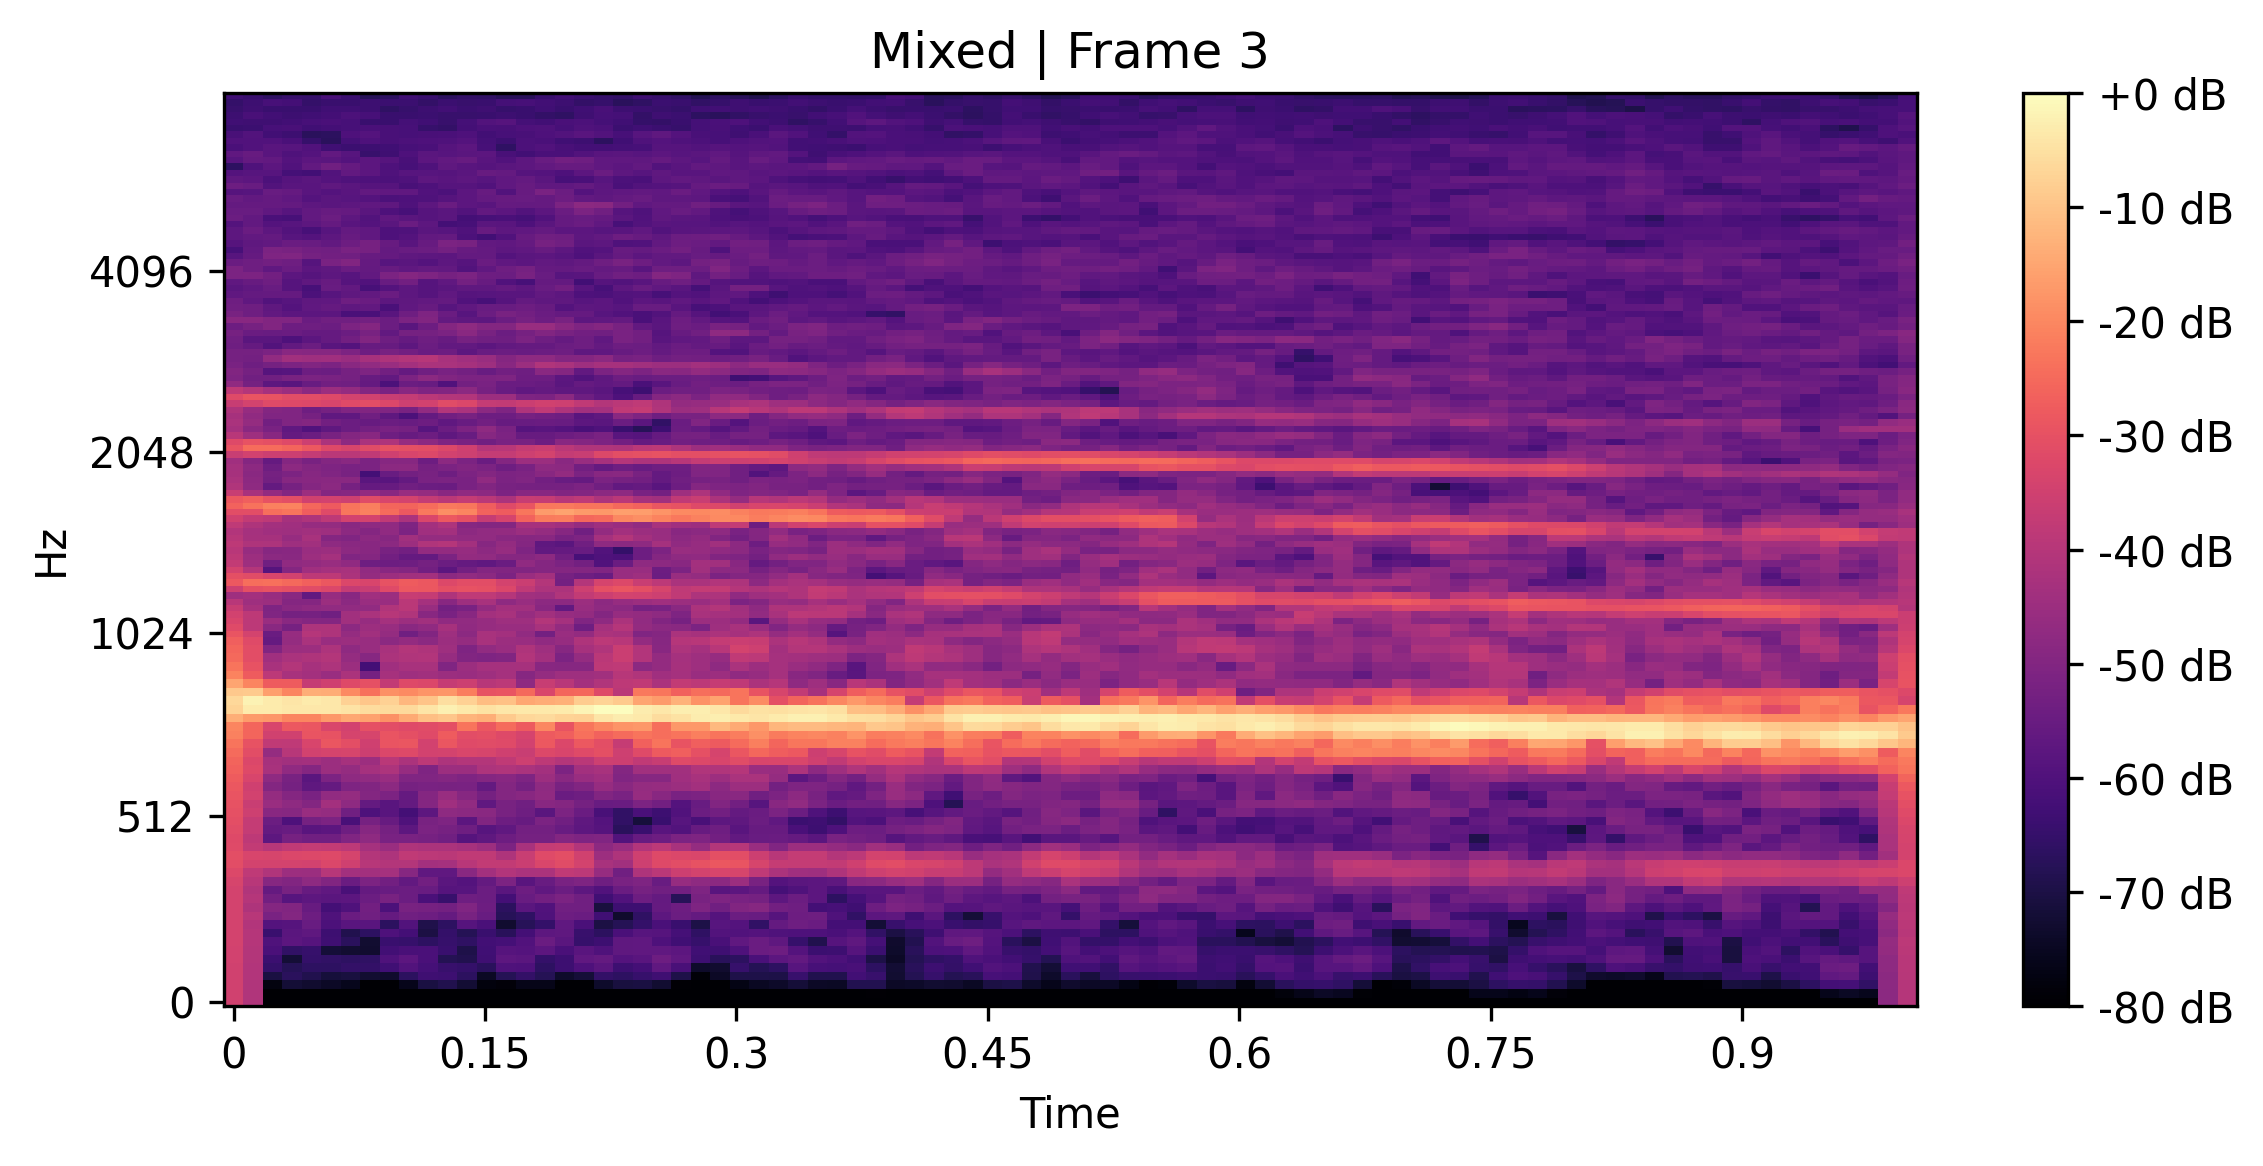 Mixed | Frame 3
Hz
4096
2048
1024
512
0
0 0.15 0.3 0.45 0.6 0.75 0.9
Time
+0 dB
-10 dB
-20 dB
-30 dB
-40 dB
-50 dB
-60 dB
-70 dB
-80 dB